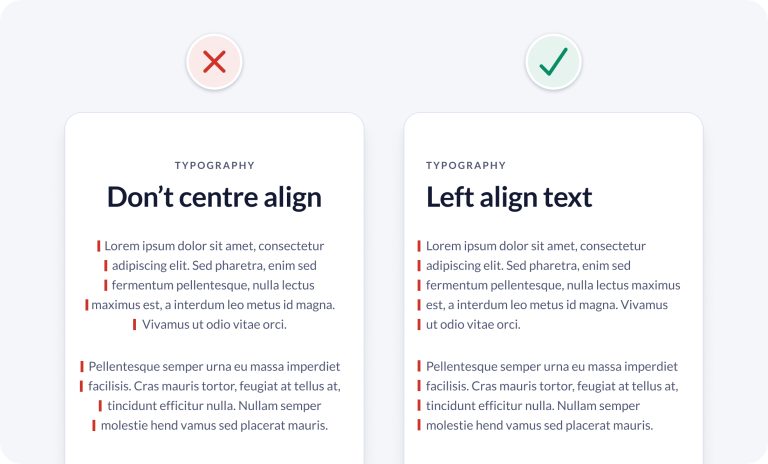 TYPOGRAPHY
Don’t centre align
Lorem ipsum dolor sit amet, consectetur
adipiscing elit. Sed pharetra, enim sed
fermentum pellentesque, nulla lectus
maximus est, a interdum leo metus id magna.
Vivamus ut odio vitae orci.
Pellentesque semper urna eu massa imperdiet
facilisis. Cras mauris tortor, feugiat at tellus at,
tincidunt efficitur nulla. Nullam semper
molestie hend vamus sed placerat mauris.
TYPOGRAPHY
Left align text
Lorem ipsum dolor sit amet, consectetur
adipiscing elit. Sed pharetra, enim sed
fermentum pellentesque, nulla lectus maximus
est, a interdum leo metus id magna. Vivamus
ut odio vitae orci.
Pellentesque semper urna eu massa imperdiet
facilisis. Cras mauris tortor, feugiat at tellus at,
tincidunt efficitur nulla. Nullam semper
molestie hend vamus sed placerat mauris.